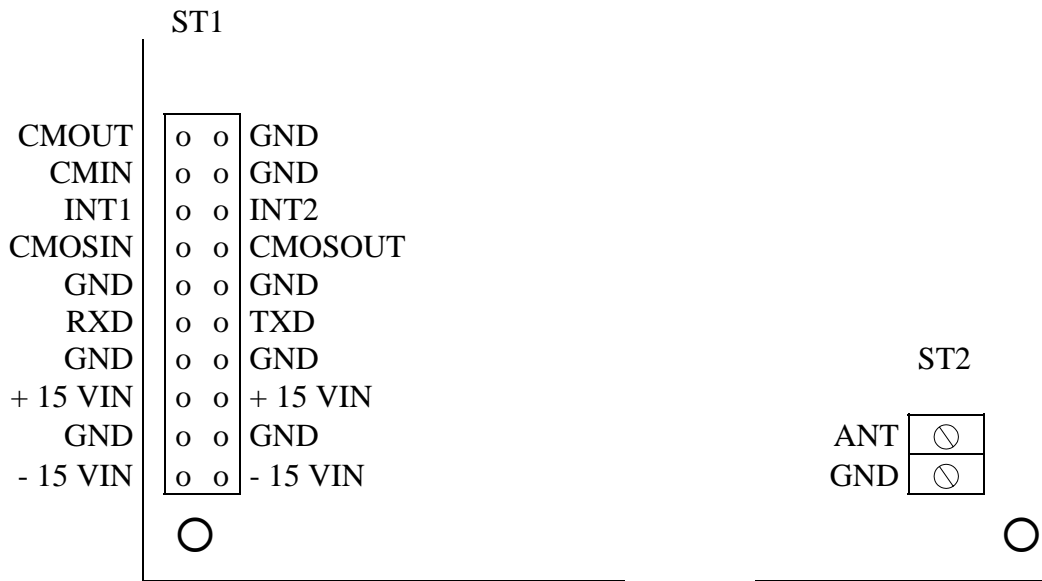 ST1
CMOUT o o GND
CMIN o o GND
INT1 o o INT2
CMOSIN o o CMOSOUT
GND o o GND
RXD o o TXD
GND o o GND
+ 15 VIN o o + 15 VIN
GND o o GND
- 15 VIN o o - 15 VIN
ST2
ANT
GND